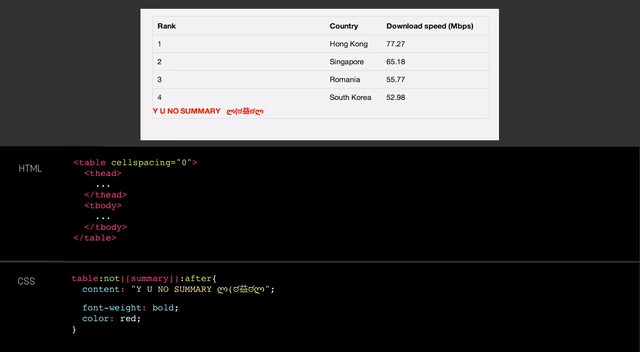 Rank Country Download speed (Mbps)
1 Hong Kong 77.27
2 Singapore 65.18
3 Romania 55.77
4 South Korea 52.98
Y U NO SUMMARY ლ(ಠ益ಠლ
HTML
<table cellspacing="0">
<thead>
...
</thead>
<tbody>
...
</tbody>
</table>
CSS
table:not([summary]):after{
content: "Y U NO SUMMARY ლ(ಠ益ಠლ";
font-weight: bold;
color: red;
}